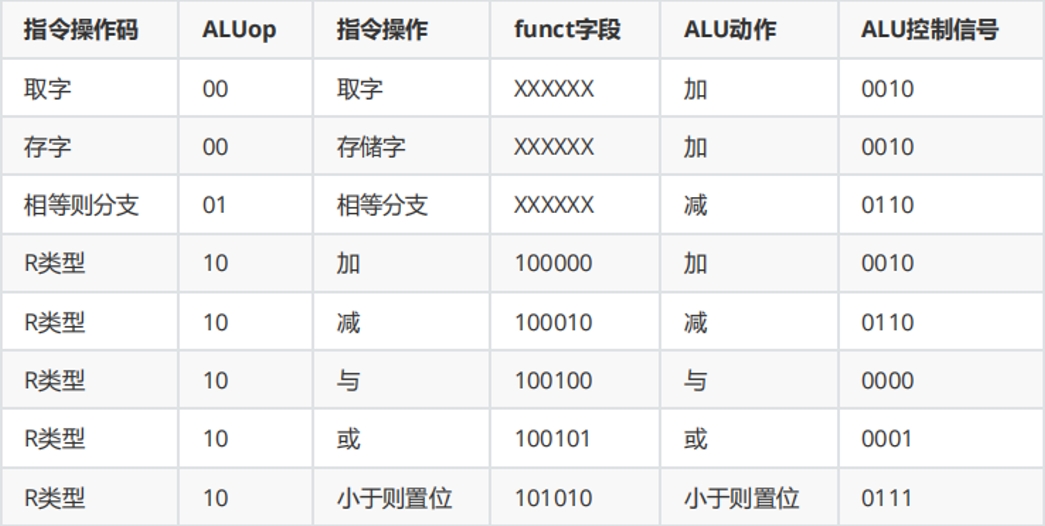 指令操作码 ALUop 指令操作 funct字段 ALU动作 ALU控制信号
取字 00 取字 XXXXXX 加 0010
存字 00 存储字 XXXXXX 加 0010
相等则分支 01 相等分支 XXXXXX 减 0110
R类型 10 加 100000 加 0010
R类型 10 减 100010 减 0110
R类型 10 与 100100 与 0000
R类型 10 或 100101 或 0001
R类型 10 小于则置位 101010 小于则置位 0111